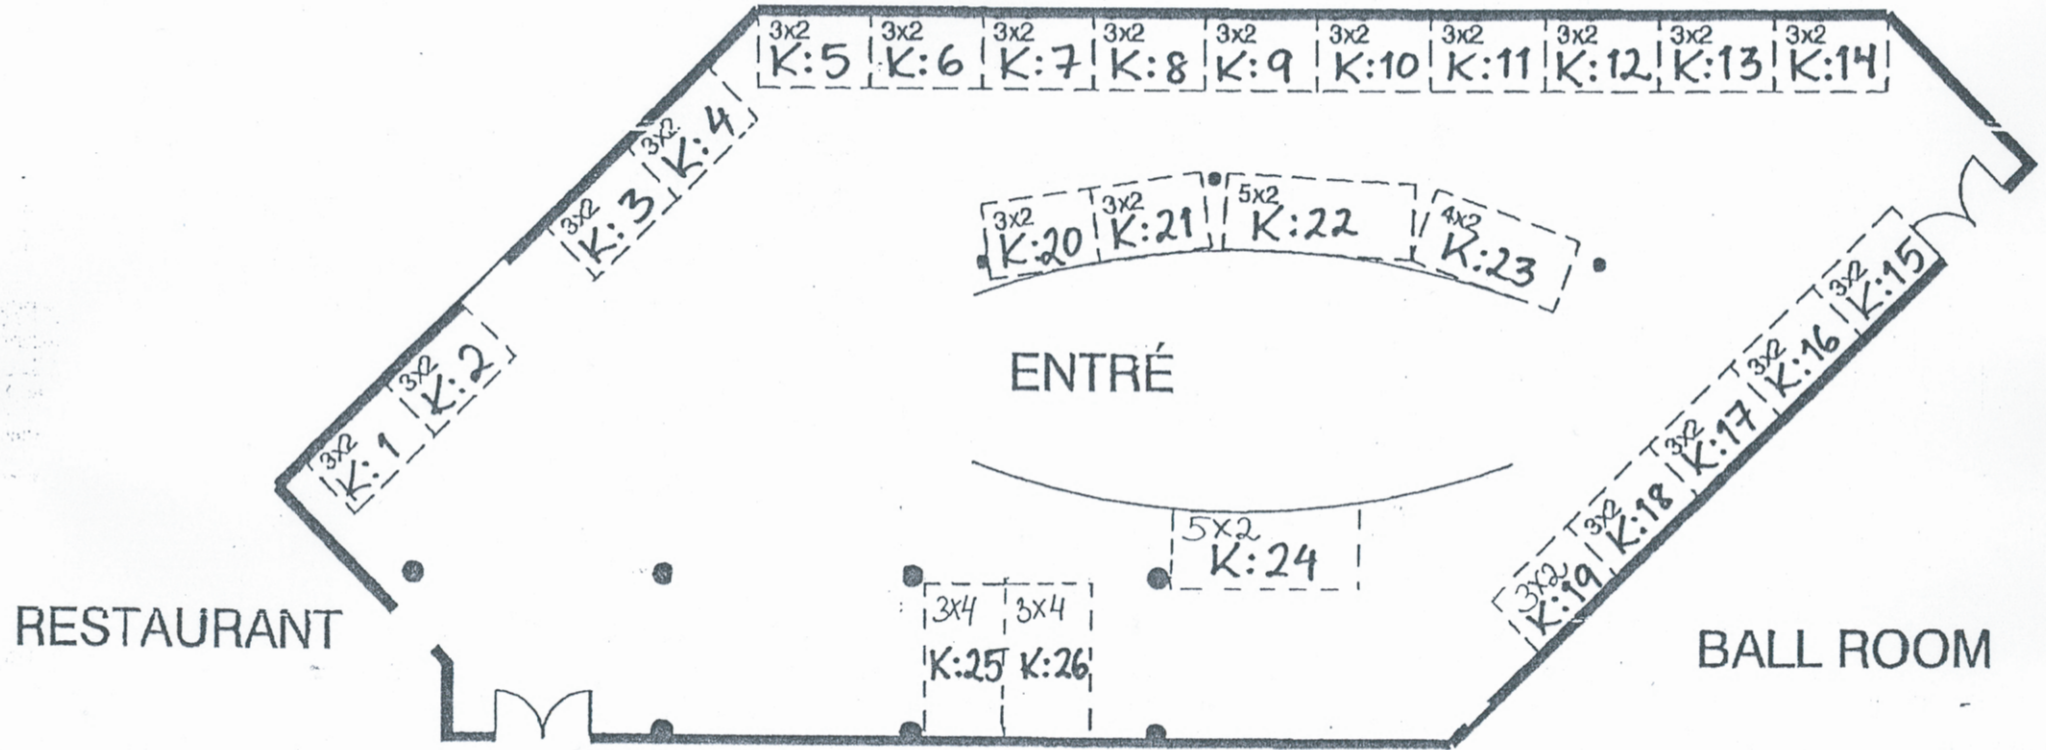 3x2 3x2 3x2 3x2 3x2 3x2 3x2 3x2 3x2 3x2
K:5 K:6 K:7 K:8 K:9 K:10 K:11 K:12 K:13 K:14
3x2
K:4
3x2
K:3
3x2
K:2
3x2
K:1
3x2
K:20
3x2
K:21
5x2
K:22
4x2
K:23
3x2
K:15
3x2
K:16
3x2
K:17
3x2
K:18
3x2
K:19
ENTRÉ
5x2
K:24
3x4 3x4
K:25 K:26
RESTAURANT
BALL ROOM